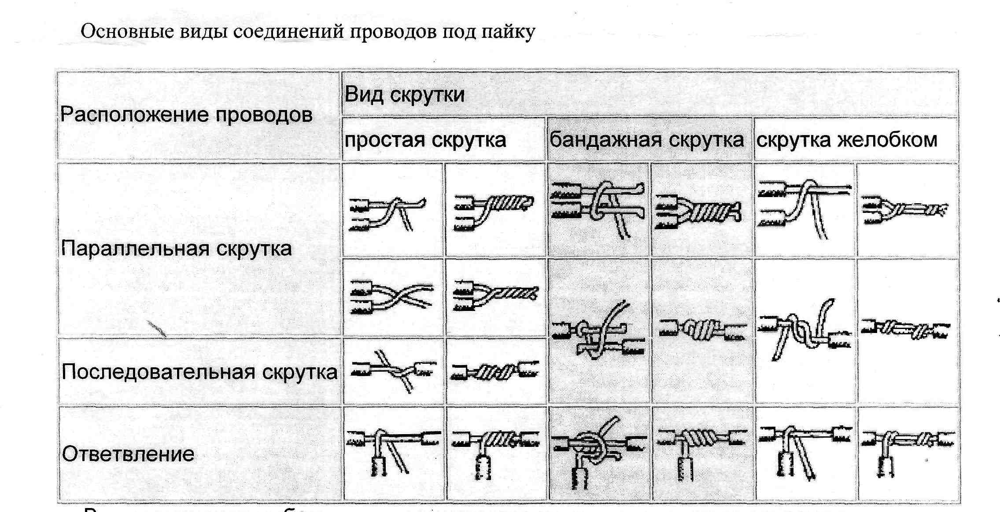 Основные виды соединений проводов под пайку
Расположение проводов
Вид скрутки
простая скрутка
бандажная скрутка
скрутка желобком
Параллельная скрутка
Последовательная скрутка
Ответвление